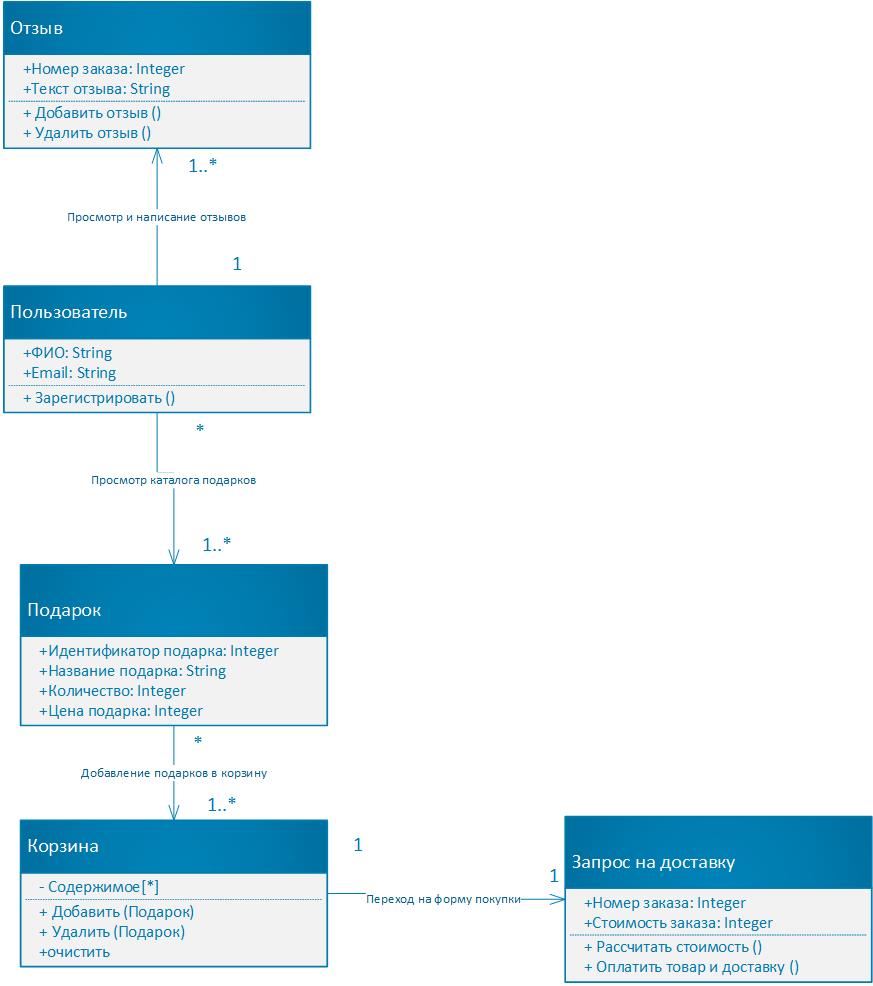 Отзыв
+Номер заказа: Integer
+Текст отзыва: String
+ Добавить отзыв ()
+ Удалить отзыв ()
1..*
Просмотр и написание отзывов
1
Пользователь
+ФИО: String
+Email: String
+ Зарегистрировать ()
*
Просмотр каталога подарков
1..*
Подарок
+Идентификатор подарка: Integer
+Название подарка: String
+Количество: Integer
+Цена подарка: Integer
*
Добавление подарков в корзину
1..*
Корзина
- Содержимое[*]
+ Добавить (Подарок)
+ Удалить (Подарок)
+очистить
1
Переход на форму покупки
1
Запрос на доставку
+Номер заказа: Integer
+Стоимость заказа: Integer
+ Рассчитать стоимость ()
+ Оплатить товар и доставку ()